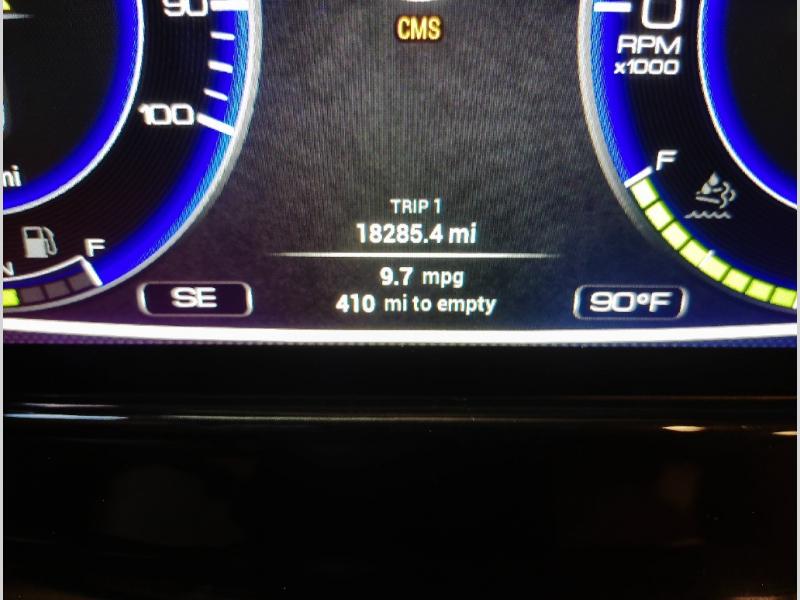 90
CMS
0
RPM
x1000
100
F
mi
TRIP 1
18285.4 mi
F
9.7 mpg
SE
410 mi to empty
90°F